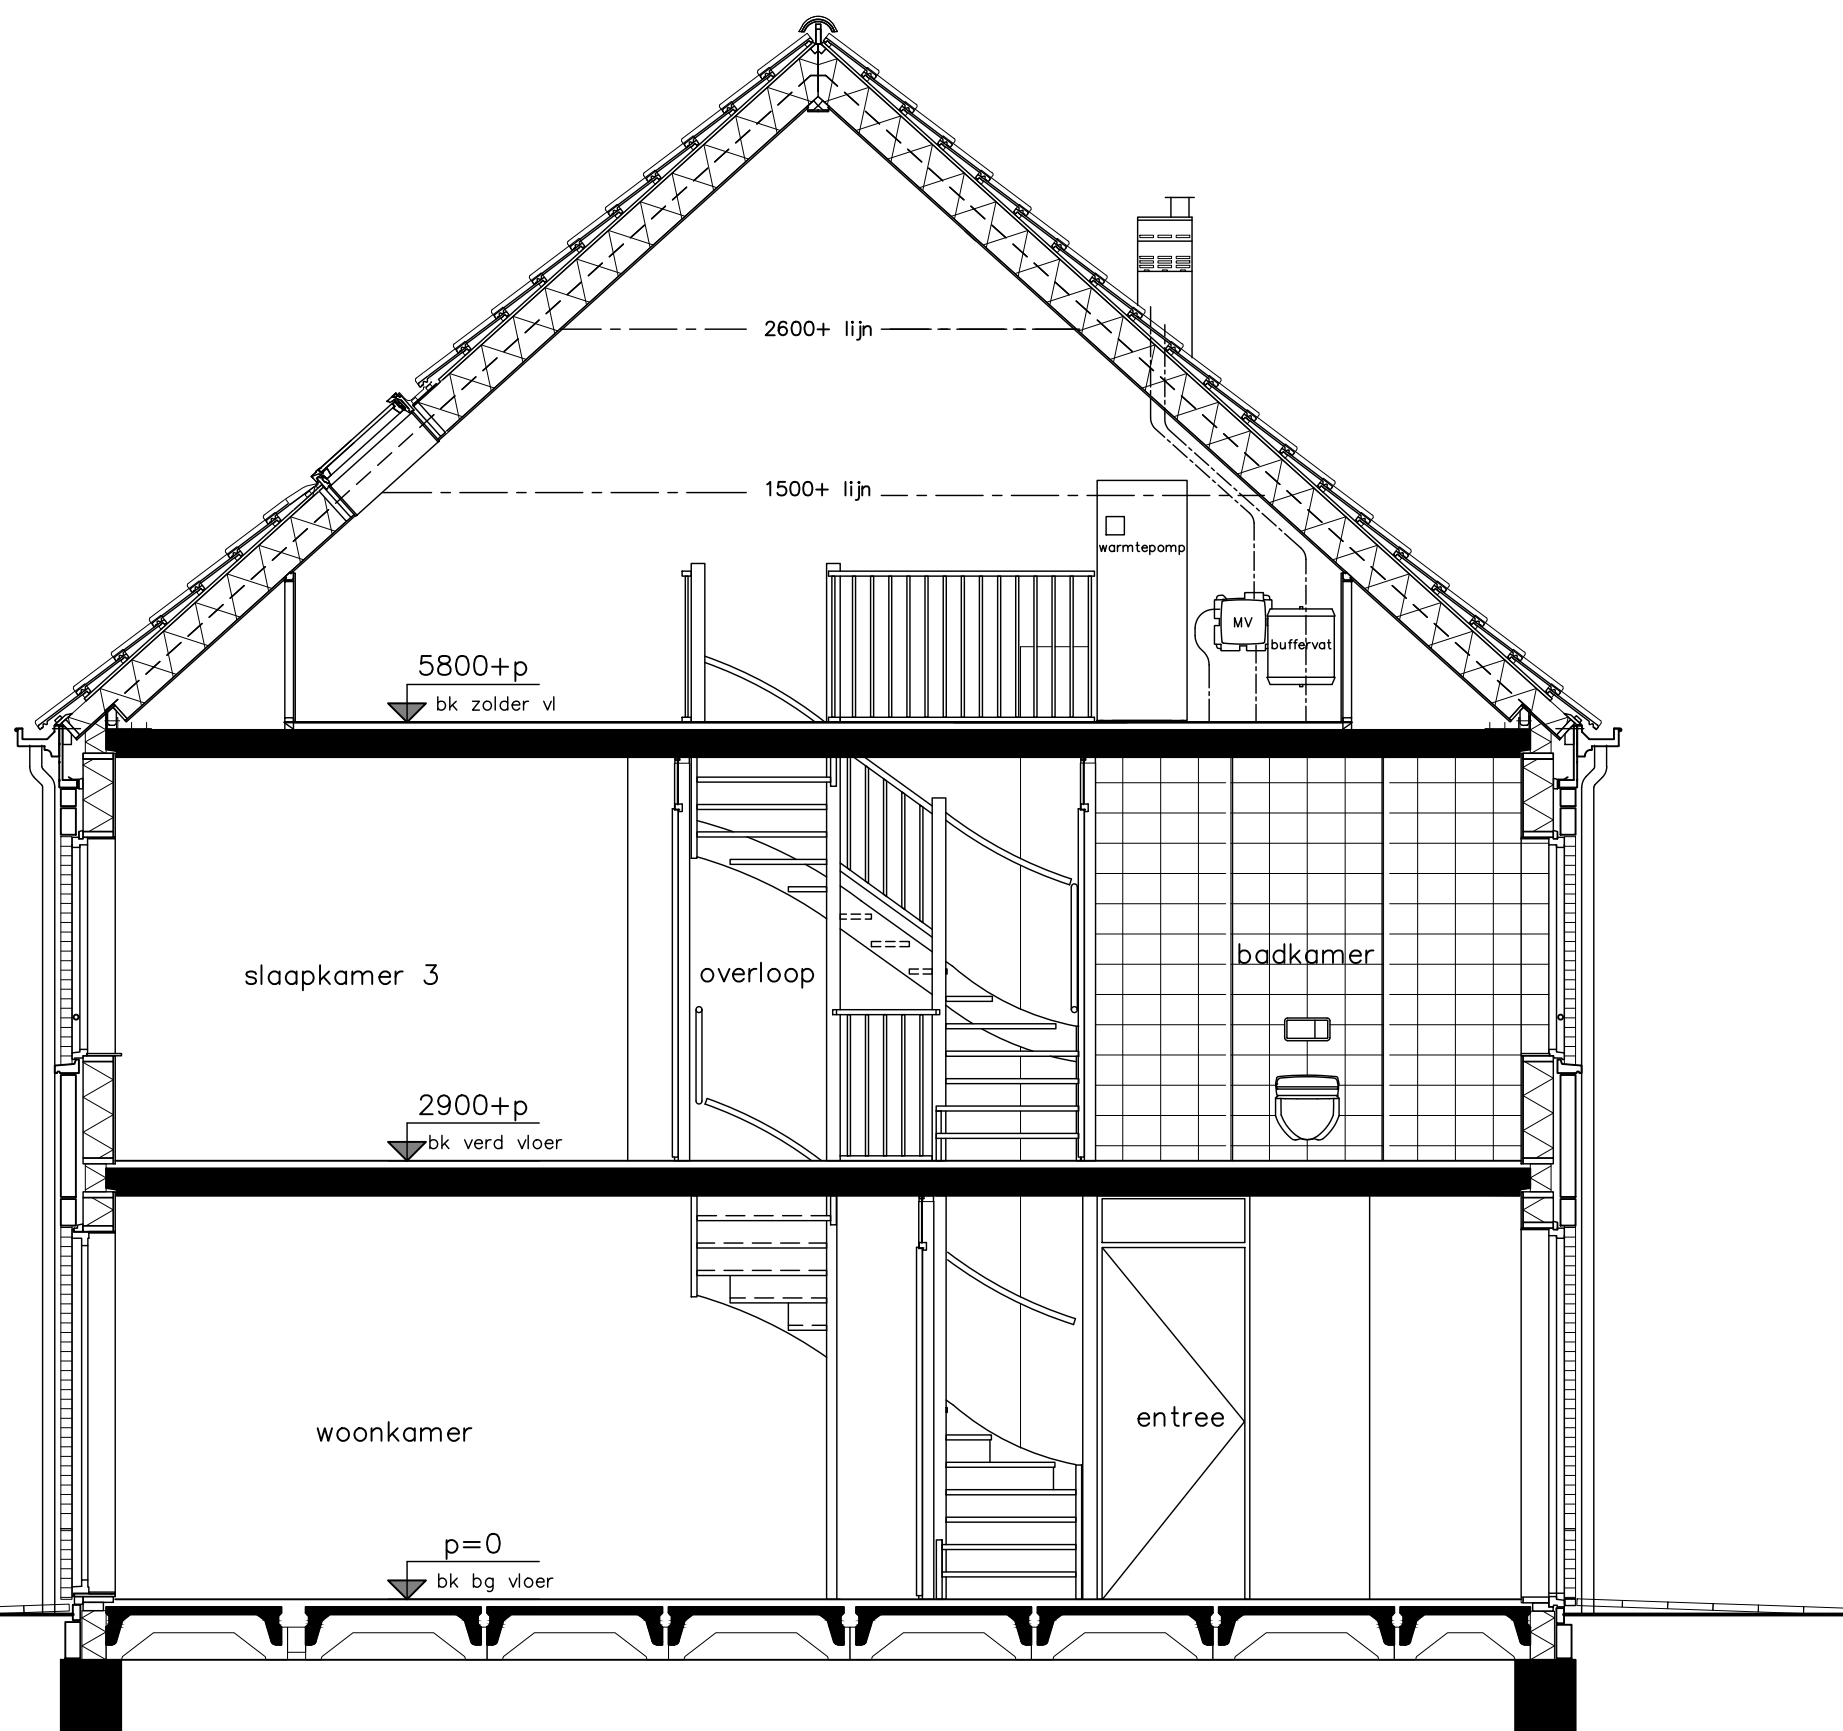 2600+ lijn
1500+ lijn
warmtepomp
MV
buffervat
5800+p
bk zolder vl
slaapkamer 3
overloop
badkamer
2900+p
bk verd vloer
woonkamer
entree
p=0
bk bg vloer